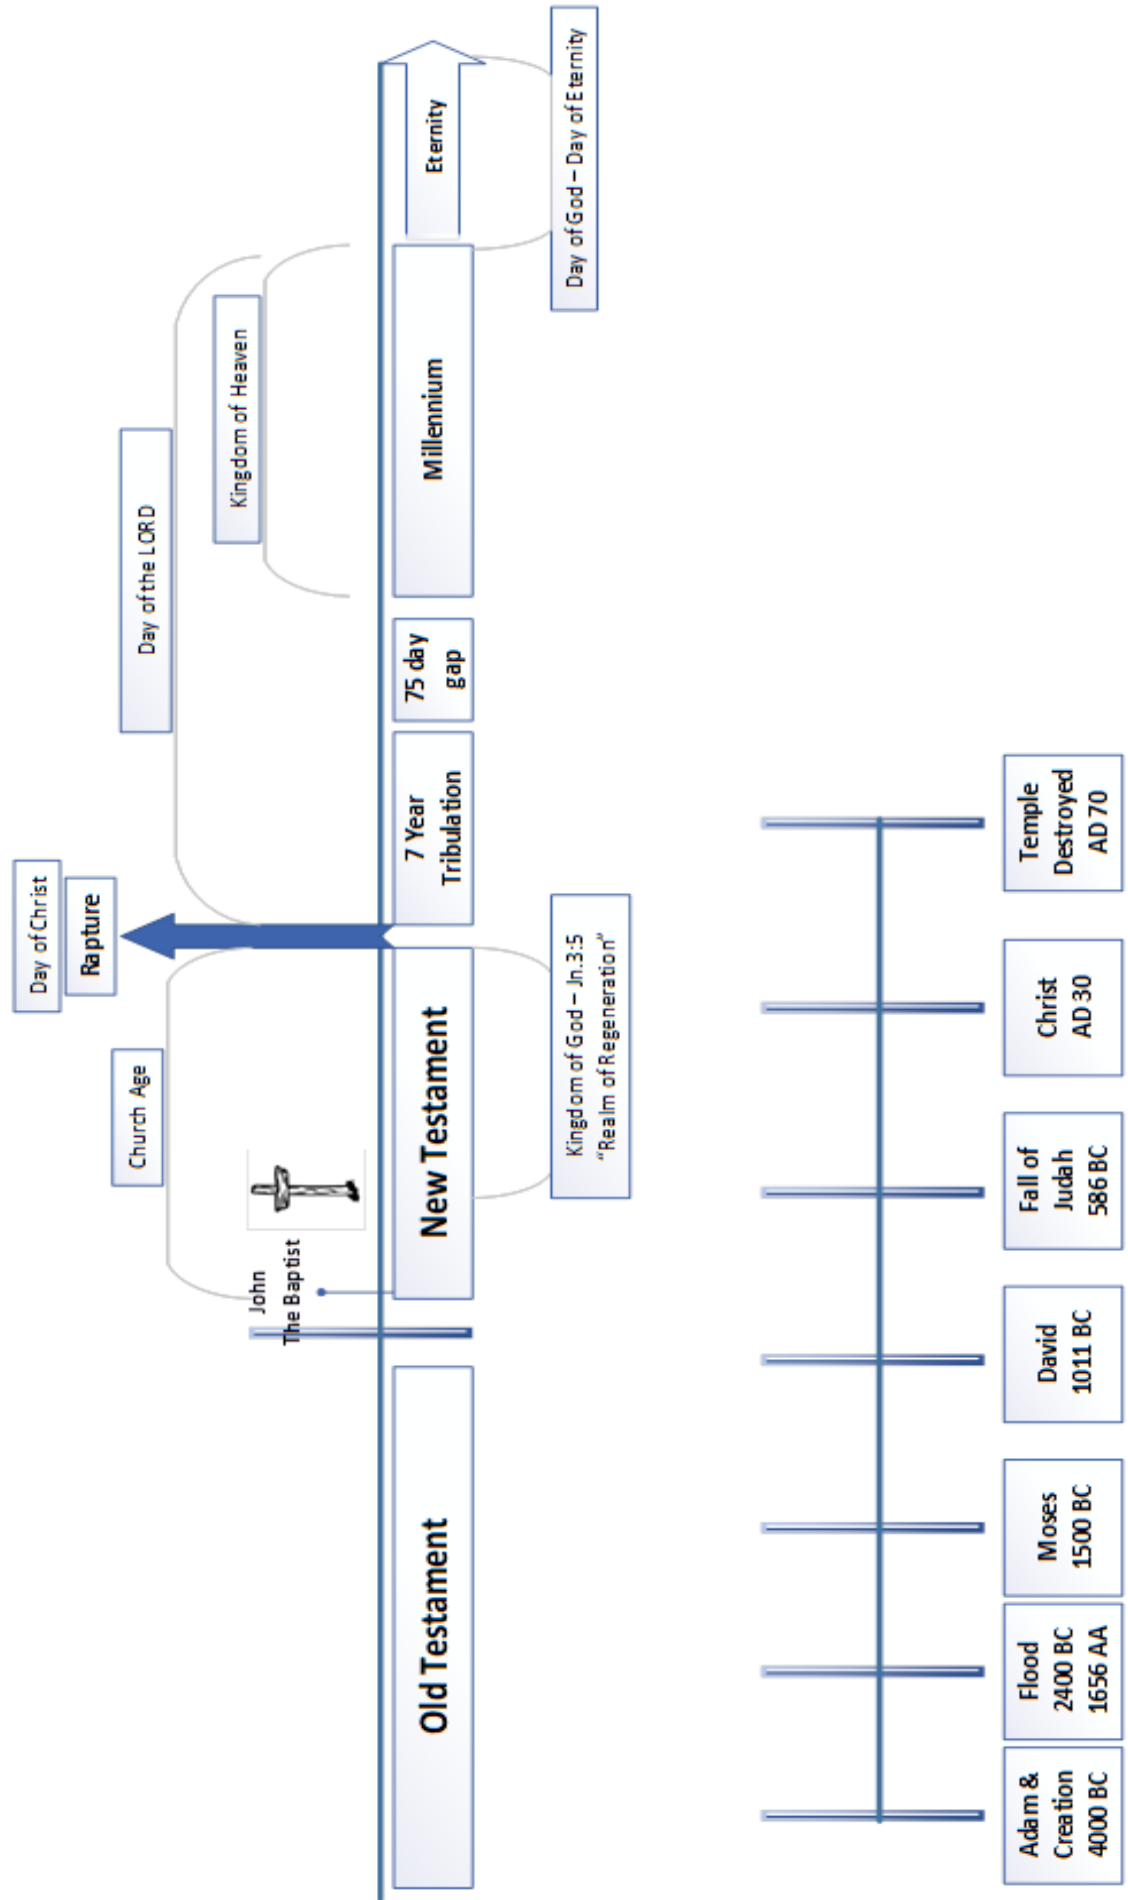 Day of Christ
Rapture
Church Age
Day of the LORD
Kingdom of Heaven
John
The Baptist
Old Testament
New Testament
7 Year
Tribulation
75 day
gap
Millennium
Eternity
Kingdom of God – Jn.3:5
“Realm of Regeneration”
Day of God – Day of Eternity
Adam &
Creation
4000 BC
Flood
2400 BC
1656 AA
Moses
1500 BC
David
1011 BC
Fall of
Judah
586 BC
Christ
AD 30
Temple
Destroyed
AD 70